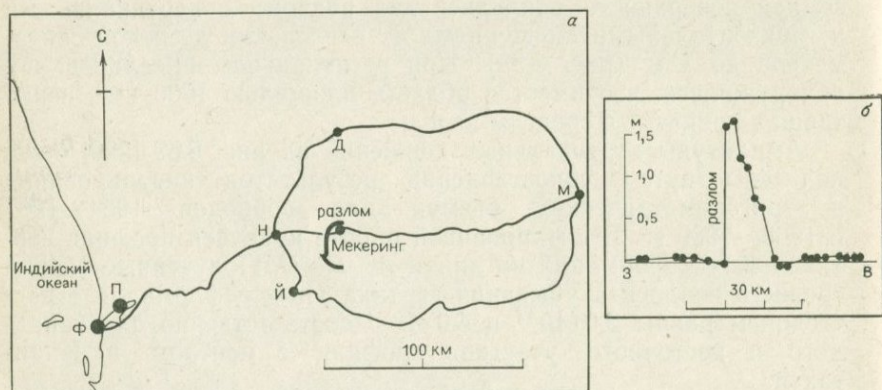 а
С
Д
М
разлом
Н
Мекеринг
Индийский
океан
П
Й
Ф
100 км
б
м
1,5
1,0
0,5
разлом
З
В
30 км